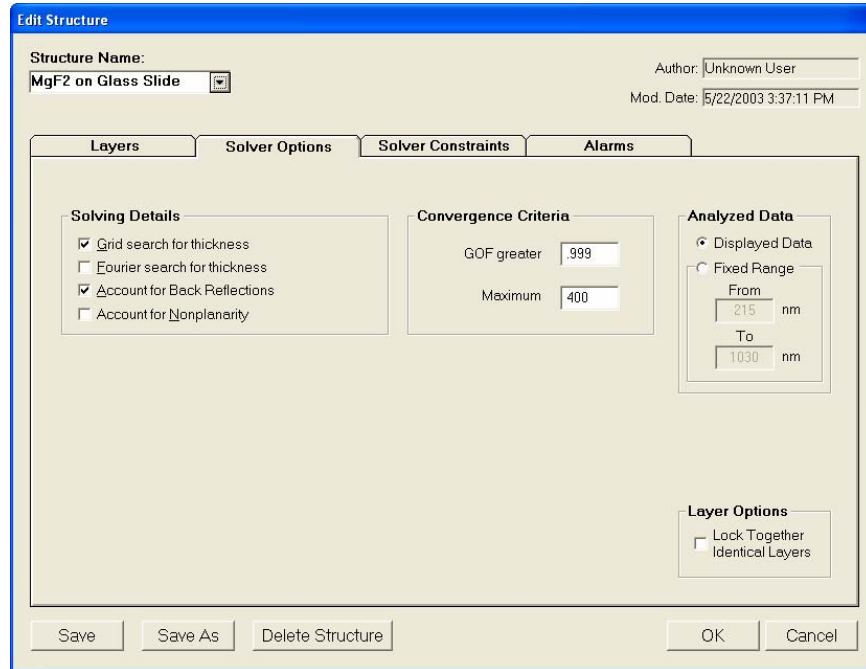 Edit Structure
Structure Name:
MgF2 on Glass Slide
Author: Unknown User
Mod. Date: 5/22/2003 3:37:11 PM
Layers
Solver Options
Solver Constraints
Alarms
Solving Details
Grid search for thickness
Fourier search for thickness
Account for Back Reflections
Account for Nonplanarity
Convergence Criteria
GOF greater .999
Maximum 400
Analyzed Data
Displayed Data
Fixed Range
From
215 nm
To
1030 nm
Layer Options
Lock Together
Identical Layers
Save
Save As
Delete Structure
OK
Cancel